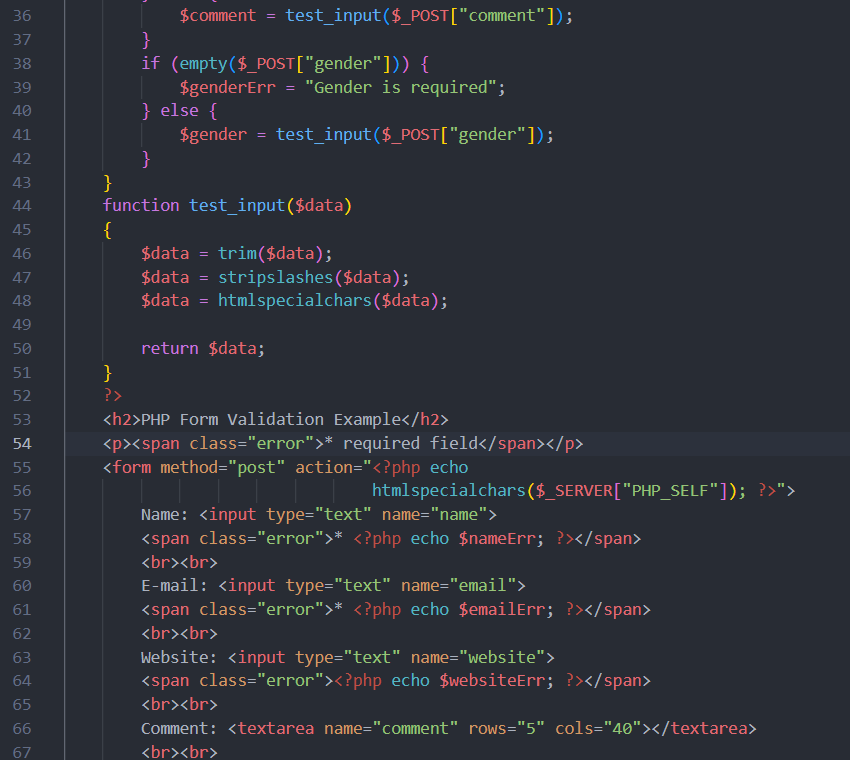 36 $comment = test_input($_POST["comment"]);
37 }
38 if (empty($_POST["gender"])) {
39 $genderErr = "Gender is required";
40 } else {
41 $gender = test_input($_POST["gender"]);
42 }
43 }
44 function test_input($data)
45 {
46 $data = trim($data);
47 $data = stripslashes($data);
48 $data = htmlspecialchars($data);
49
50 return $data;
51 }
52 ?>
53 <h2>PHP Form Validation Example</h2>
54 <p><span class="error">* required field</span></p>
55 <form method="post" action="<?php echo
56 htmlspecialchars($_SERVER["PHP_SELF"]); ?>">
57 Name: <input type="text" name="name">
58 <span class="error">* <?php echo $nameErr; ?></span>
59 <br><br>
60 E-mail: <input type="text" name="email">
61 <span class="error">* <?php echo $emailErr; ?></span>
62 <br><br>
63 Website: <input type="text" name="website">
64 <span class="error"><?php echo $websiteErr; ?></span>
65 <br><br>
66 Comment: <textarea name="comment" rows="5" cols="40"></textarea>
67 <br><br>